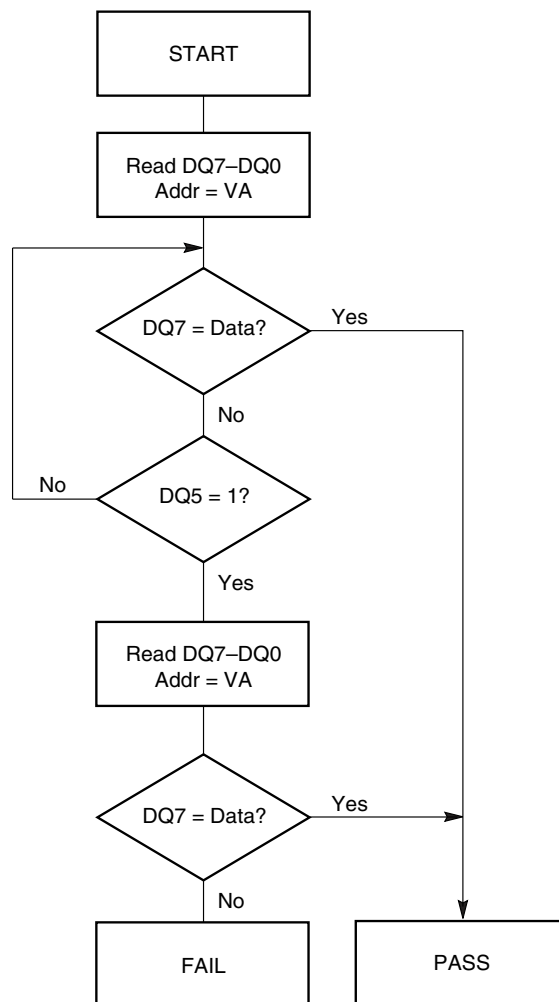 START
Read DQ7–DQ0
Addr = VA
DQ7 = Data?
Yes
No
No
DQ5 = 1?
Yes
Read DQ7–DQ0
Addr = VA
DQ7 = Data?
Yes
No
FAIL
PASS